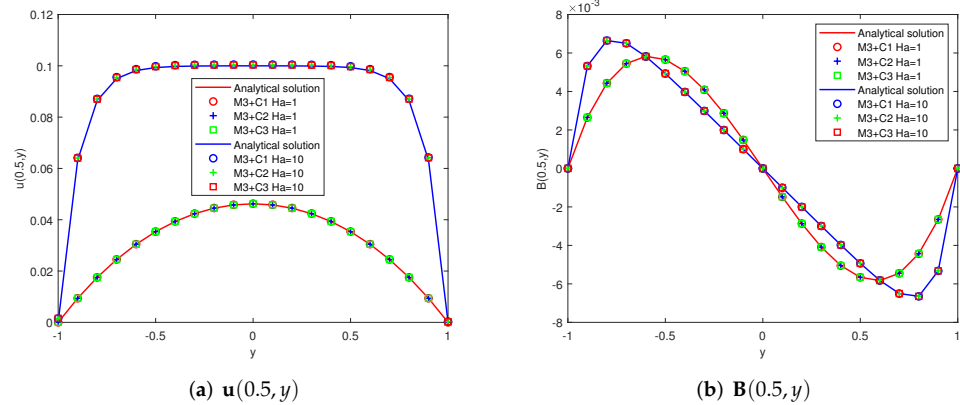 0.12
0.1
0.08
0.06
0.04
0.02
0
u(0.5,y)
-1 -0.5 0 0.5 1
y
Analytical solution
M3+C1 Ha=1
M3+C2 Ha=1
M3+C3 Ha=1
Analytical solution
M3+C1 Ha=10
M3+C2 Ha=10
M3+C3 Ha=10
(a) u(0.5, y)
×10⁻³
8
6
4
2
0
-2
-4
-6
-8
B(0.5,y)
-1 -0.5 0 0.5 1
y
Analytical solution
M3+C1 Ha=1
M3+C2 Ha=1
M3+C3 Ha=1
Analytical solution
M3+C1 Ha=10
M3+C2 Ha=10
M3+C3 Ha=10
(b) B(0.5, y)